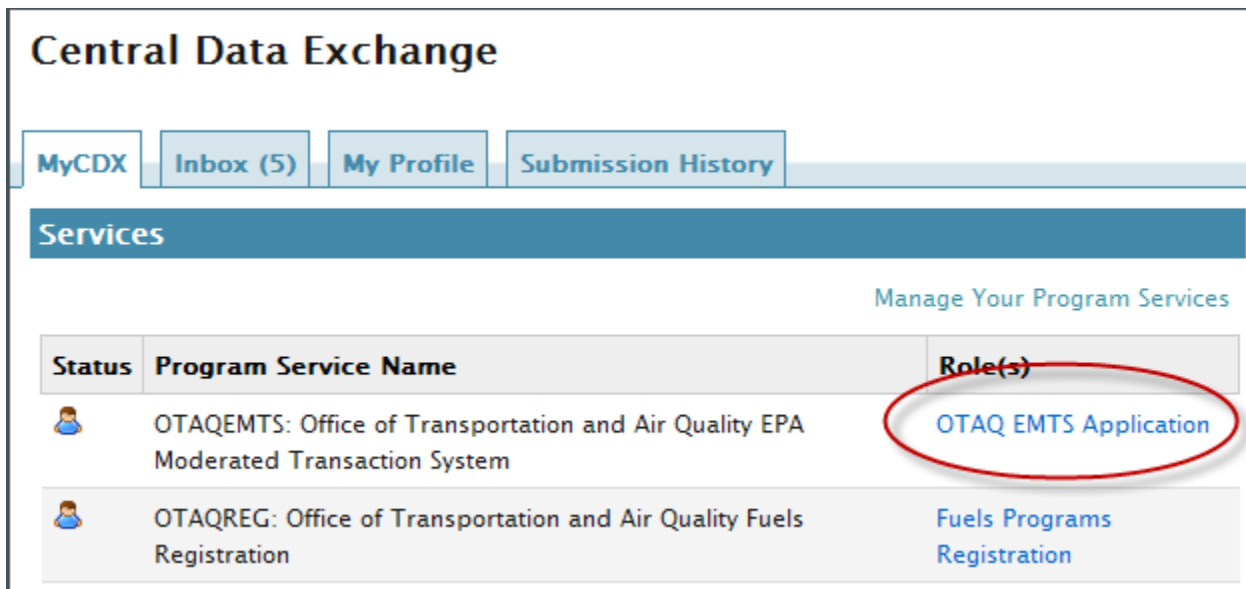 Central Data Exchange
MyCDX Inbox (5) My Profile Submission History
Services
Manage Your Program Services
Status Program Service Name Role(s)
OTAQEMTS: Office of Transportation and Air Quality EPA OTAQ EMTS Application
Moderated Transaction System
OTAQREG: Office of Transportation and Air Quality Fuels Fuels Programs
Registration Registration